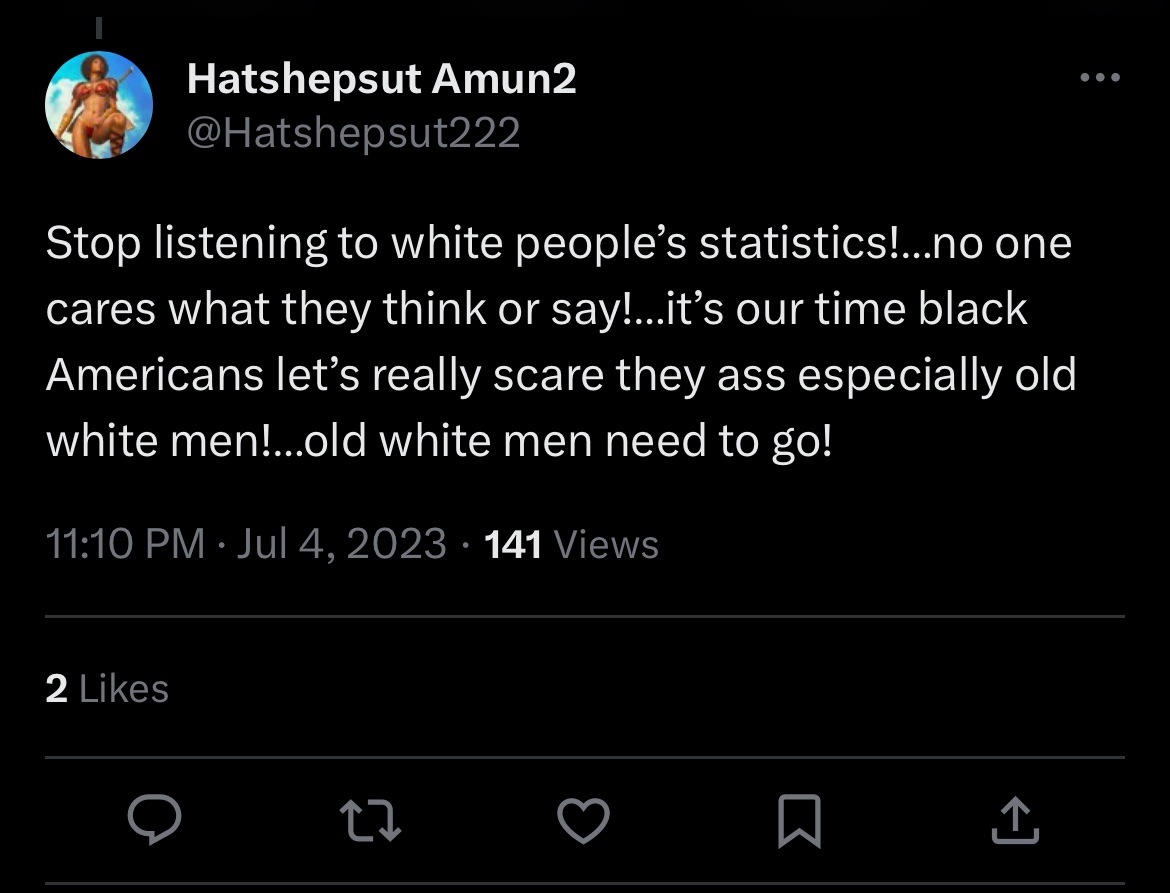 Hatshepsut Amun2
@Hatshepsut222
Stop listening to white people’s statistics!...no one
cares what they think or say!...it’s our time black
Americans let’s really scare they ass especially old
white men!...old white men need to go!
11:10 PM · Jul 4, 2023 · 141 Views
2 Likes